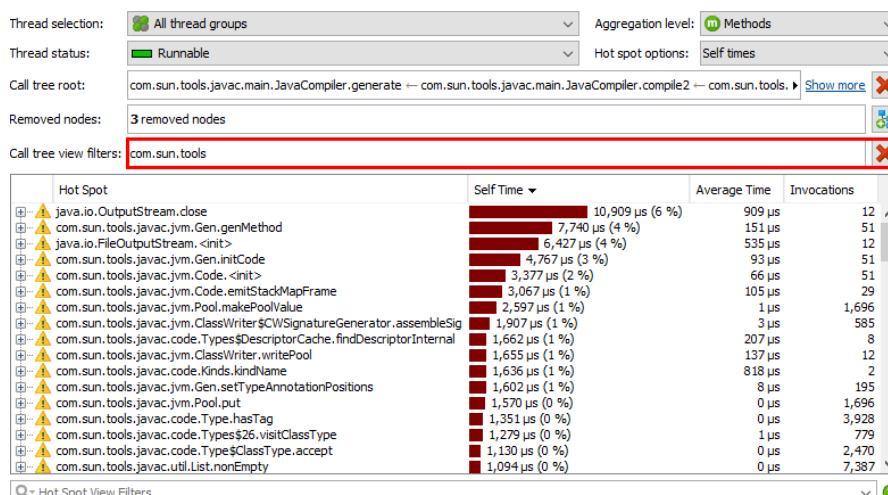 Thread selection: All thread groups Aggregation level: Methods
Thread status: Runnable Hot spot options: Self times
Call tree root: com.sun.tools.javac.main.JavaCompiler.generate ← com.sun.tools.javac.main.JavaCompiler.compile2 ← com.sun.tools. Show more
Removed nodes: 3 removed nodes
Call tree view filters: com.sun.tools
Hot Spot Self Time Average Time Invocations
java.io.OutputStream.close 10,909 µs (6 %) 909 µs 12
com.sun.tools.javac.jvm.Gen.genMethod 7,740 µs (4 %) 151 µs 51
java.io.FileOutputStream.<init> 6,427 µs (4 %) 535 µs 12
com.sun.tools.javac.jvm.Gen.initCode 4,767 µs (3 %) 93 µs 51
com.sun.tools.javac.jvm.Code.<init> 3,377 µs (2 %) 66 µs 51
com.sun.tools.javac.jvm.Code.emitStackMapFrame 3,067 µs (1 %) 105 µs 29
com.sun.tools.javac.jvm.Pool.makePoolValue 2,597 µs (1 %) 1 µs 1,696
com.sun.tools.javac.jvm.ClassWriter$CWSignatureGenerator.assembleSig 1,907 µs (1 %) 3 µs 585
com.sun.tools.javac.code.Types$DescriptorCache.findDescriptorInternal 1,662 µs (1 %) 207 µs 8
com.sun.tools.javac.jvm.ClassWriter.writePool 1,655 µs (1 %) 137 µs 12
com.sun.tools.javac.code.Kinds.kindName 1,636 µs (1 %) 818 µs 2
com.sun.tools.javac.jvm.Gen.setTypeAnnotationPositions 1,602 µs (1 %) 8 µs 195
com.sun.tools.javac.jvm.Pool.put 1,570 µs (0 %) 0 µs 1,696
com.sun.tools.javac.code.Type.hasTag 1,351 µs (0 %) 0 µs 3,928
com.sun.tools.javac.code.Types$26.visitClassType 1,279 µs (0 %) 1 µs 779
com.sun.tools.javac.code.Type$ClassType.accept 1,130 µs (0 %) 0 µs 2,470
com.sun.tools.javac.util.List.nonEmpty 1,094 µs (0 %) 0 µs 7,387
Hot Spot View Filters